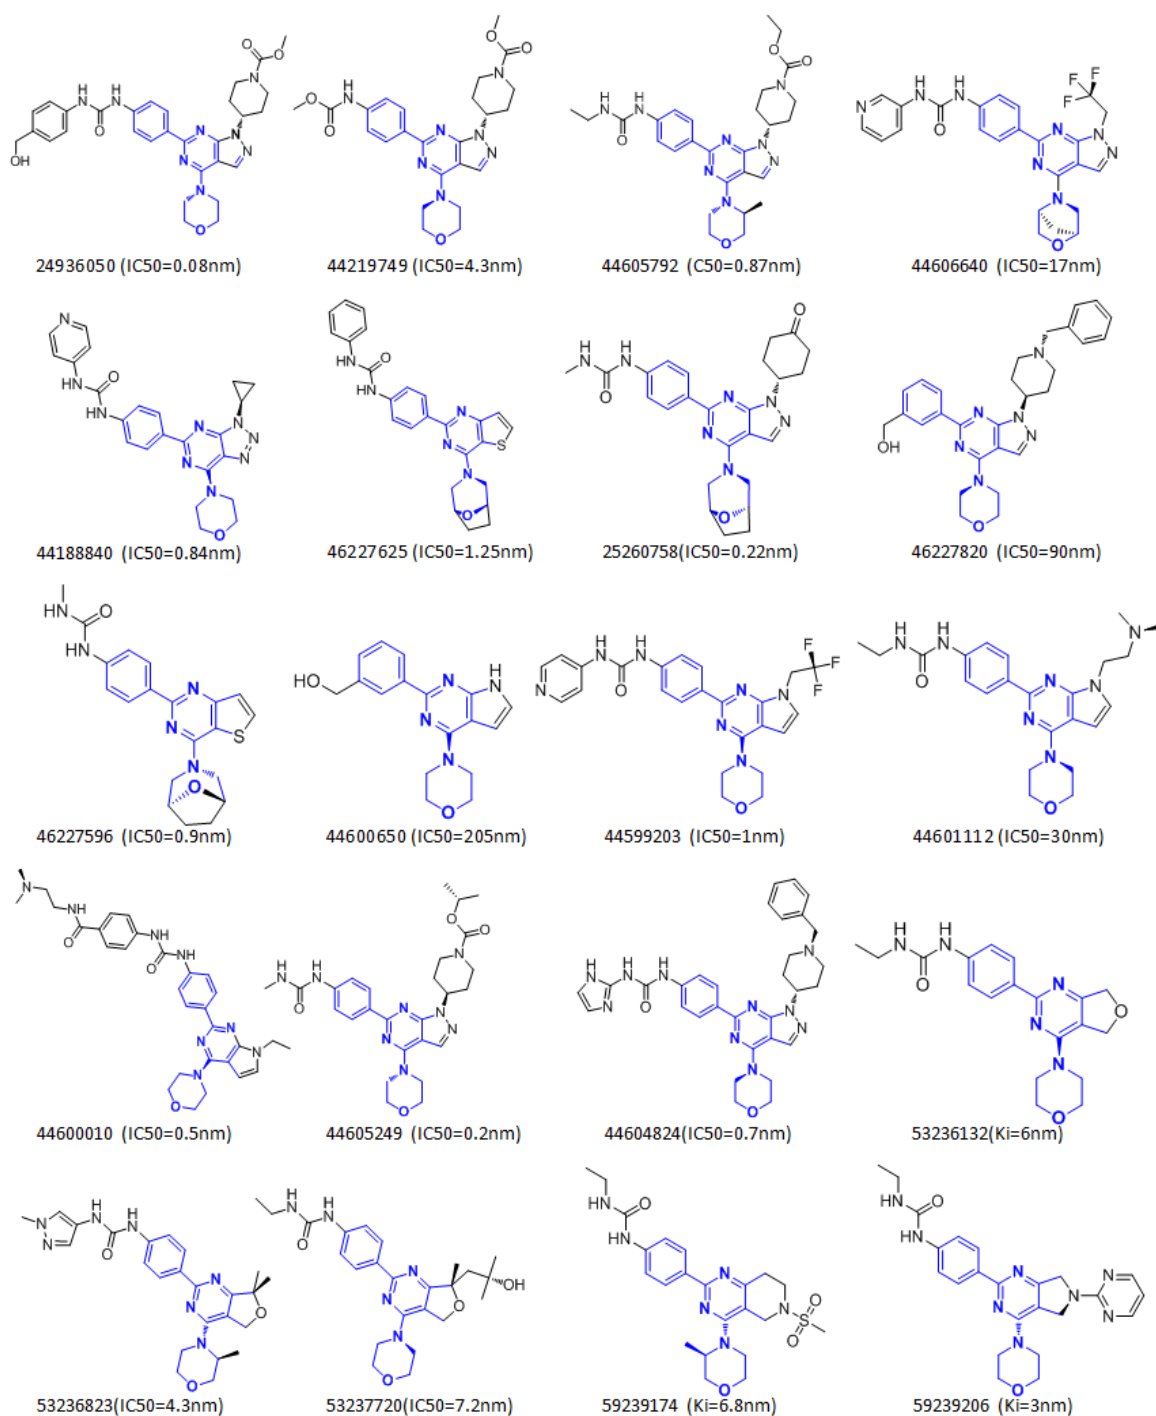 24936050 (IC50=0.08nm)
44219749 (IC50=4.3nm)
44605792 (C50=0.87nm)
44606640 (IC50=17nm)
44188840 (IC50=0.84nm)
46227625 (IC50=1.25nm)
25260758(IC50=0.22nm)
46227820 (IC50=90nm)
46227596 (IC50=0.9nm)
44600650 (IC50=205nm)
44599203 (IC50=1nm)
44601112 (IC50=30nm)
44600010 (IC50=0.5nm)
44605249 (IC50=0.2nm)
44604824(IC50=0.7nm)
53236132(Ki=6nm)
53236823(IC50=4.3nm)
53237720(IC50=7.2nm)
59239174 (Ki=6.8nm)
59239206 (Ki=3nm)